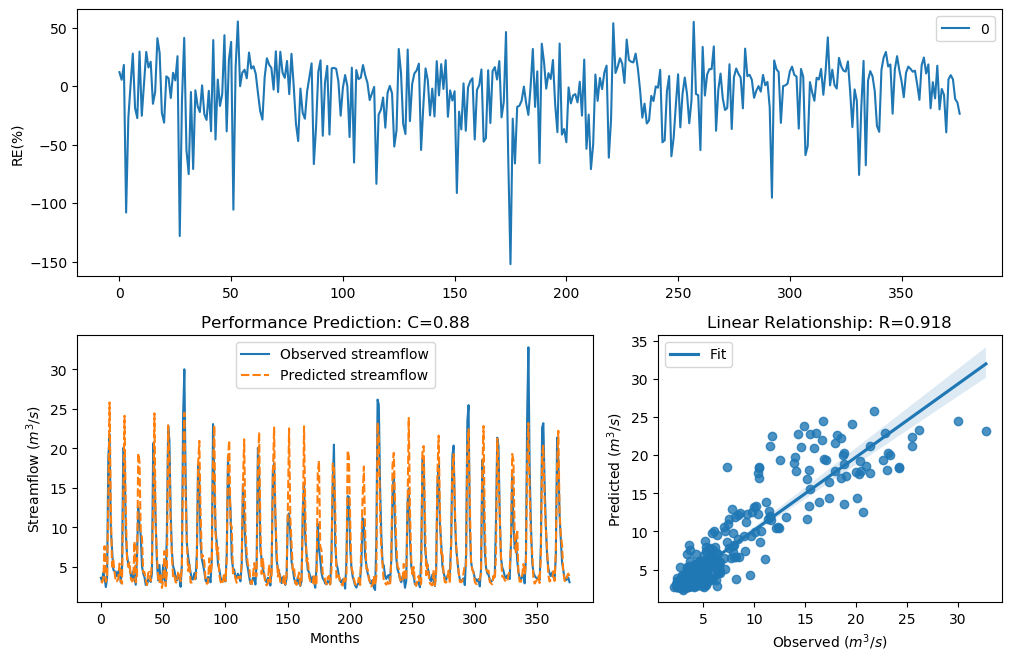 50
0
−50
−100
−150
RE(%)
0
0 50 100 150 200 250 300 350
Performance Prediction: C=0.88
Observed streamflow
Predicted streamflow
30
25
20
15
10
5
Streamflow (m³/s)
0 50 100 150 200 250 300 350
Months
Linear Relationship: R=0.918
Fit
35
30
25
20
15
10
5
Predicted (m³/s)
5 10 15 20 25 30
Observed (m³/s)